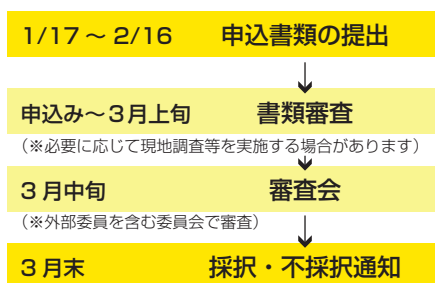 1/17～2/16 申込書類の提出
申込み～3月上旬 書類審査
（※必要に応じて現地調査等を実施する場合があります）
3月中旬 審査会
（※外部委員を含む委員会で審査）
3月末 採択・不採択通知